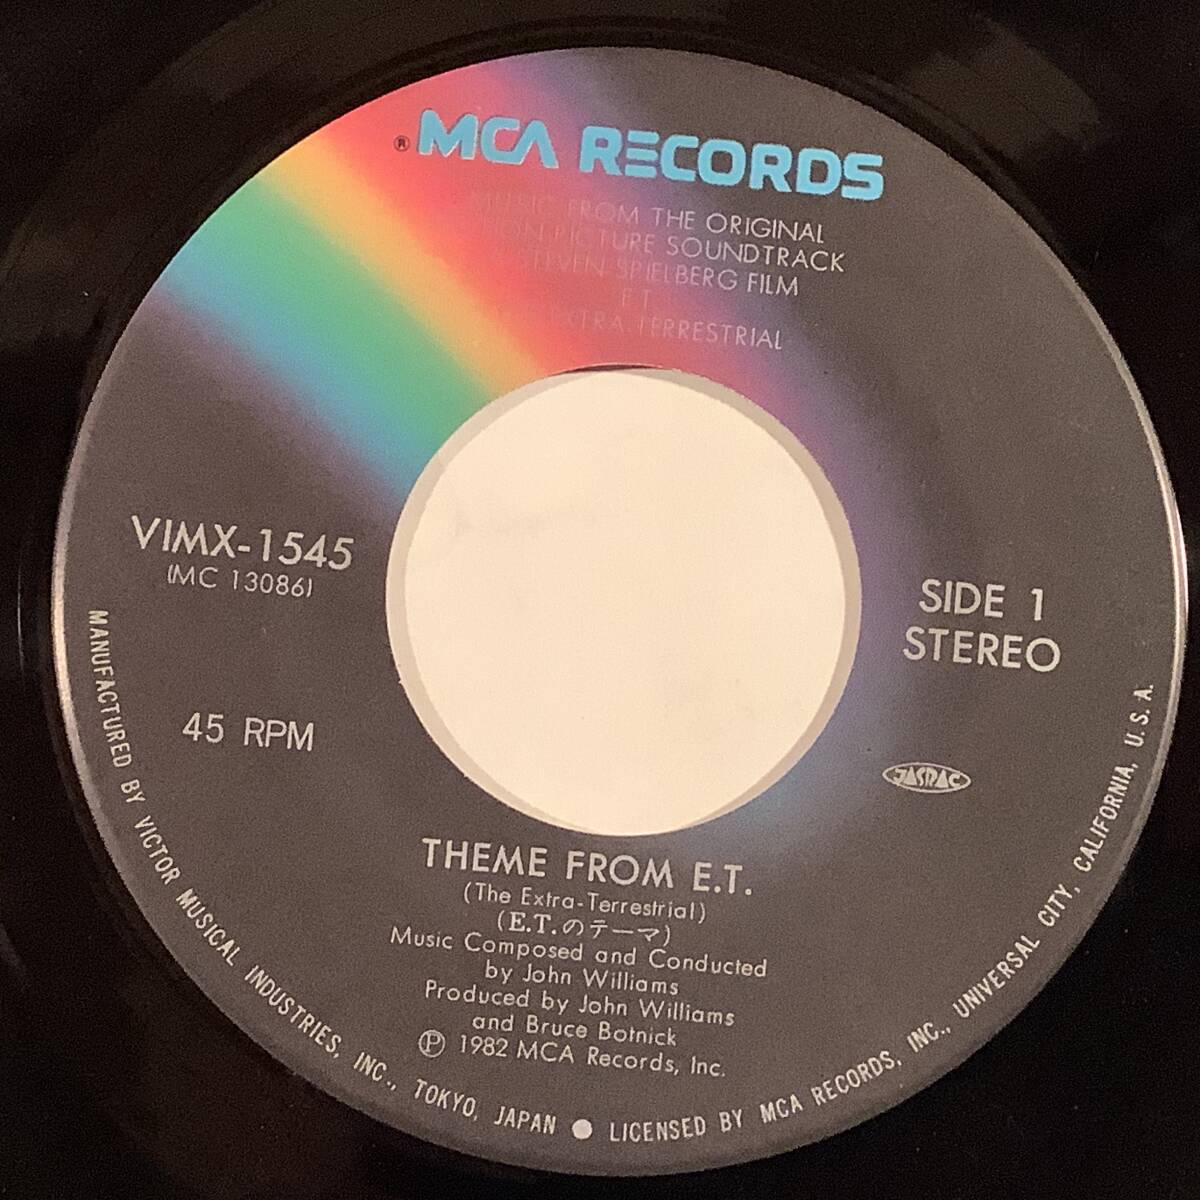 ® MCA RECORDS
MUSIC FROM THE ORIGINAL
MOTION PICTURE SOUNDTRACK
STEVEN SPIELBERG FILM
E.T.
EXTRA-TERRESTRIAL
VIMX-1545
(MC 13086)
45 RPM
SIDE 1
STEREO
JASRAC
THEME FROM E.T.
(The Extra-Terrestrial)
(E.T.のテーマ)
Music Composed and Conducted
by John Williams
Produced by John Williams
and Bruce Botnick
Ⓟ 1982 MCA Records, Inc.
MANUFACTURED BY VICTOR MUSICAL INDUSTRIES, INC., TOKYO, JAPAN ● LICENSED BY MCA RECORDS, INC., UNIVERSAL CITY, CALIFORNIA, U.S.A.